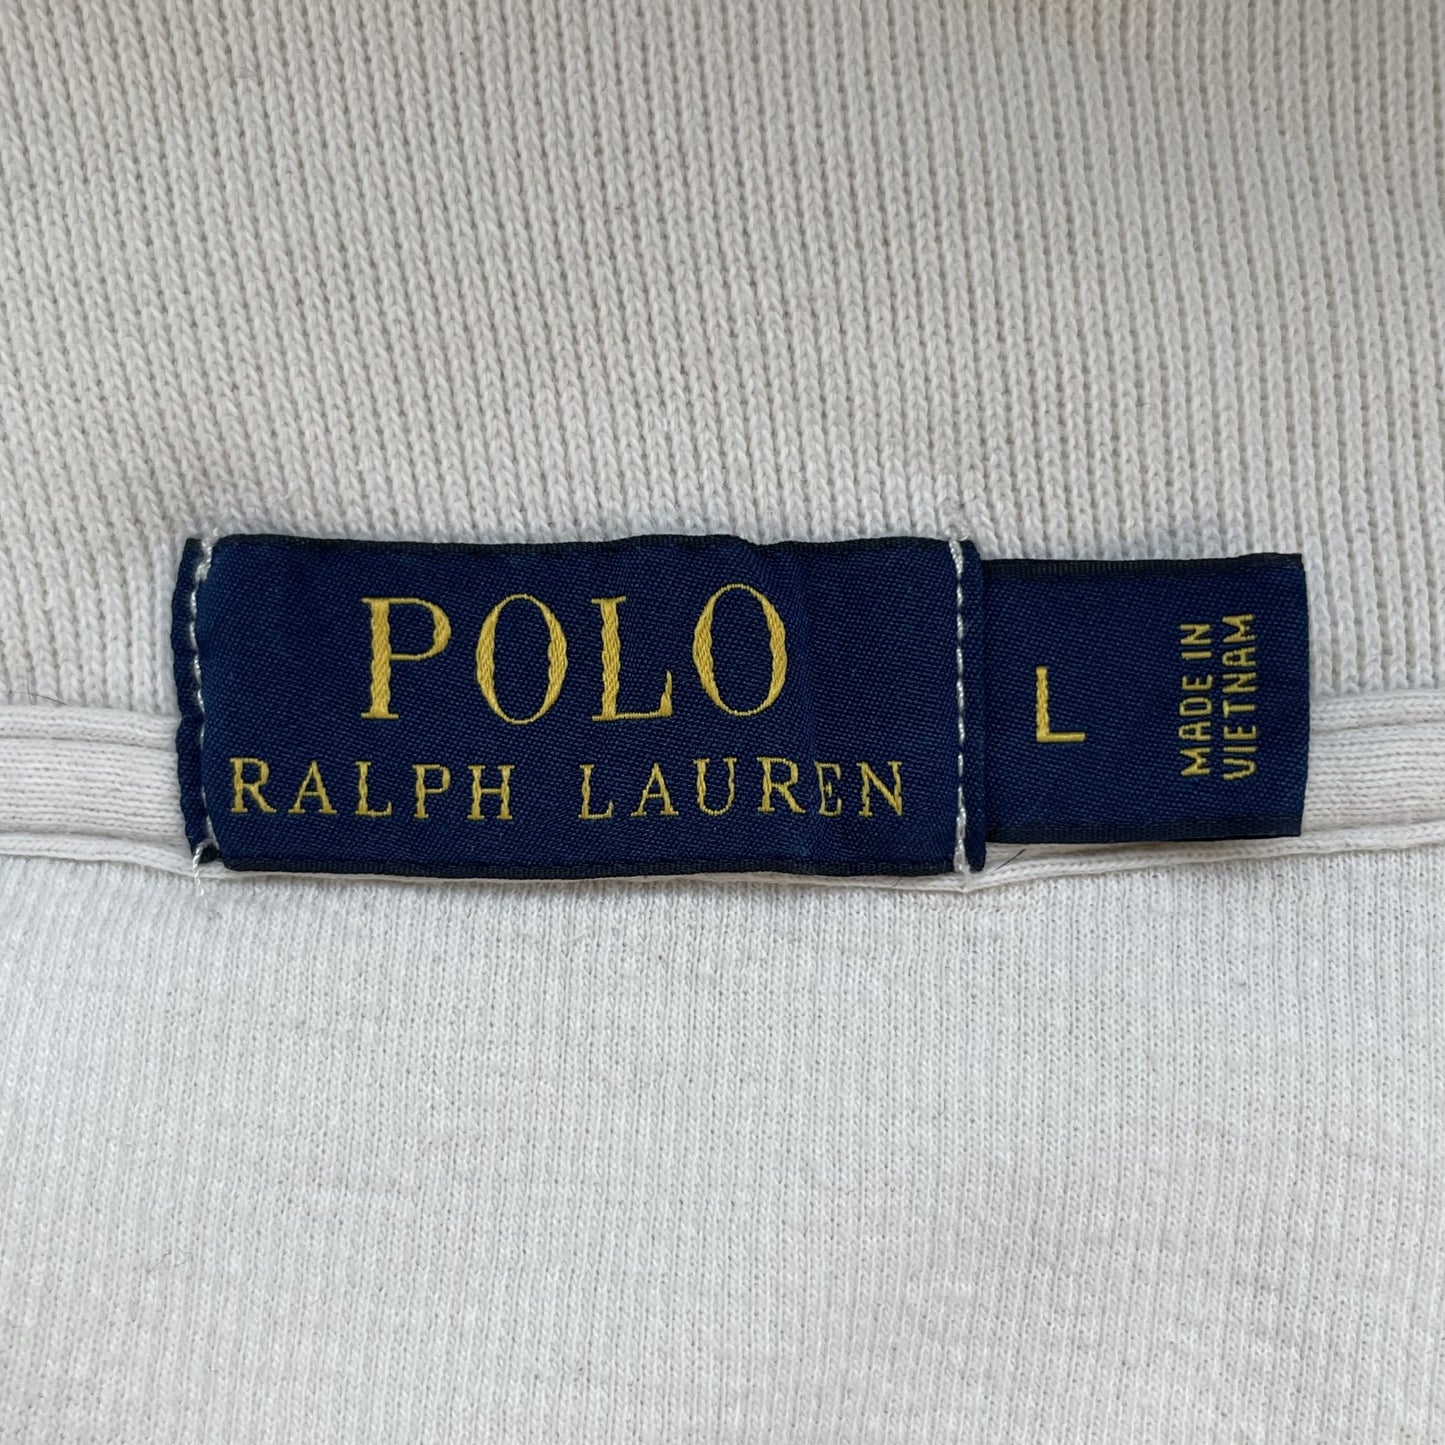 POLO
RALPH LAUREN
L
MADE IN
VIETNAM